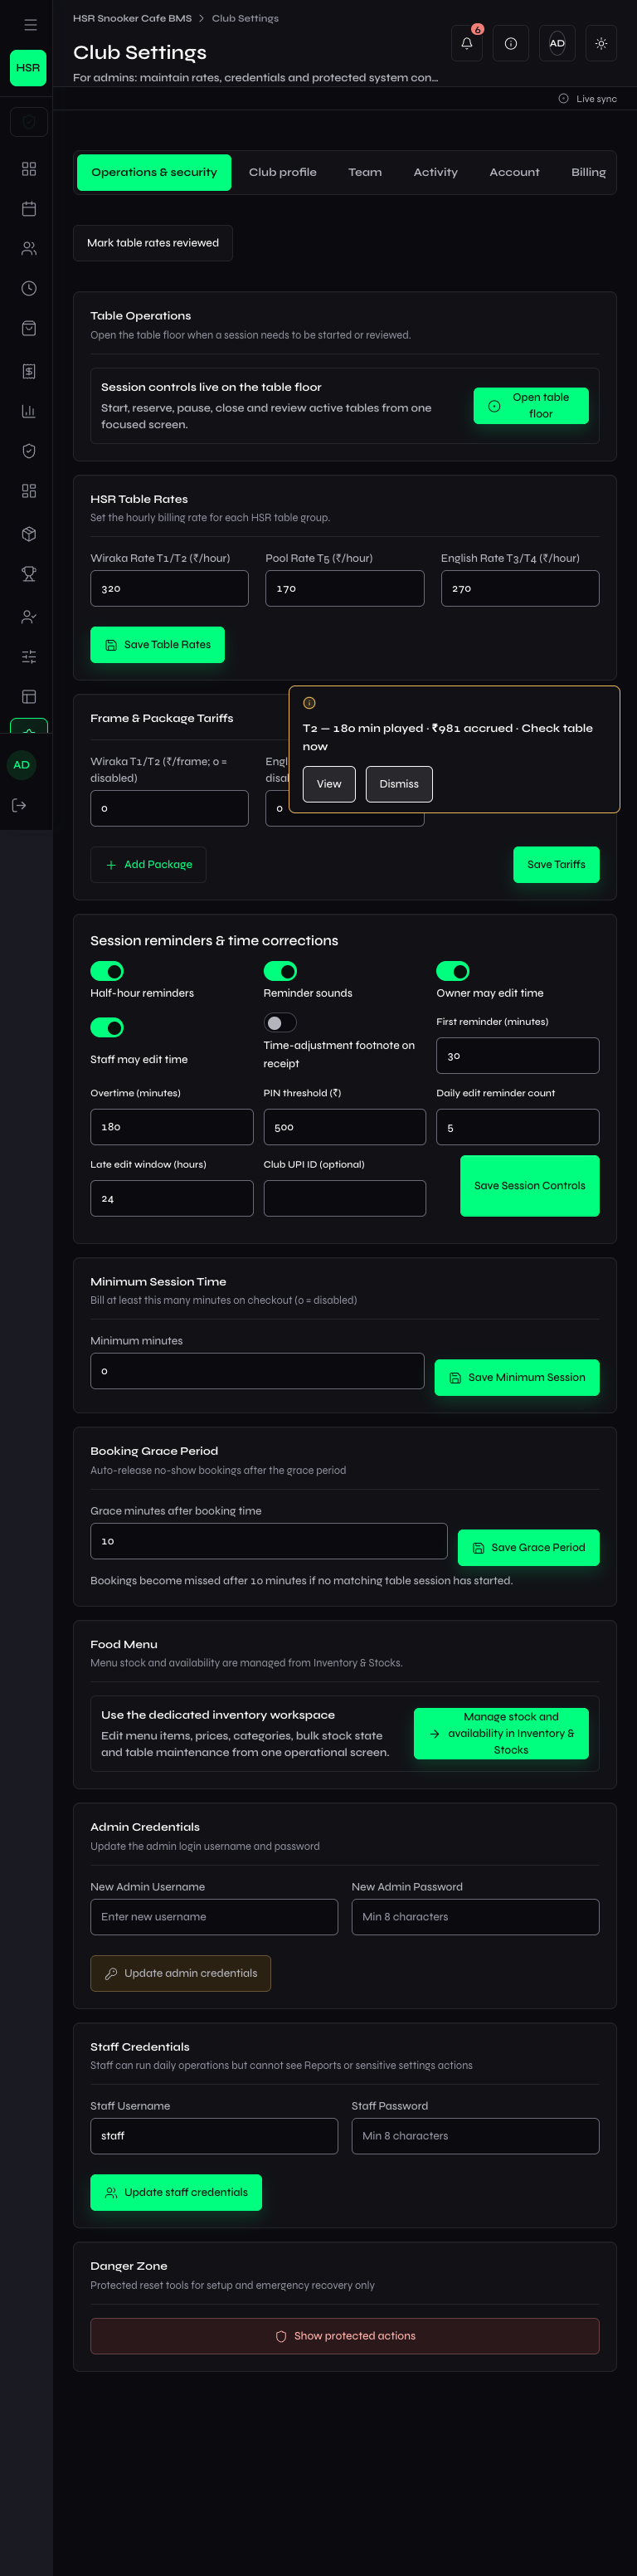 HSR Snooker Cafe BMS > Club Settings
Club Settings
For admins: maintain rates, credentials and protected system con...
6
AD
HSR
Live sync
Operations & security
Club profile
Team
Activity
Account
Billing
Mark table rates reviewed
Table Operations
Open the table floor when a session needs to be started or reviewed.
Session controls live on the table floor
Start, reserve, pause, close and review active tables from one
focused screen.
Open table
floor
HSR Table Rates
Set the hourly billing rate for each HSR table group.
Wiraka Rate T1/T2 (₹/hour)
Pool Rate T5 (₹/hour)
English Rate T3/T4 (₹/hour)
320
170
270
Save Table Rates
Frame & Package Tariffs
T2 — 180 min played · ₹981 accrued · Check table
now
View
Dismiss
AD
Wiraka T1/T2 (₹/frame; 0 =
disabled)
0
0
Add Package
Save Tariffs
Session reminders & time corrections
Half-hour reminders
Reminder sounds
Owner may edit time
Staff may edit time
Time-adjustment footnote on
receipt
First reminder (minutes)
30
Overtime (minutes)
PIN threshold (₹)
Daily edit reminder count
180
500
5
Late edit window (hours)
Club UPI ID (optional)
24
Save Session Controls
Minimum Session Time
Bill at least this many minutes on checkout (0 = disabled)
Minimum minutes
0
Save Minimum Session
Booking Grace Period
Auto-release no-show bookings after the grace period
Grace minutes after booking time
10
Save Grace Period
Bookings become missed after 10 minutes if no matching table session has started.
Food Menu
Menu stock and availability are managed from Inventory & Stocks.
Use the dedicated inventory workspace
Edit menu items, prices, categories, bulk stock state
and table maintenance from one operational screen.
Manage stock and
availability in Inventory &
Stocks
Admin Credentials
Update the admin login username and password
New Admin Username
New Admin Password
Enter new username
Min 8 characters
Update admin credentials
Staff Credentials
Staff can run daily operations but cannot see Reports or sensitive settings actions
Staff Username
Staff Password
staff
Min 8 characters
Update staff credentials
Danger Zone
Protected reset tools for setup and emergency recovery only
Show protected actions